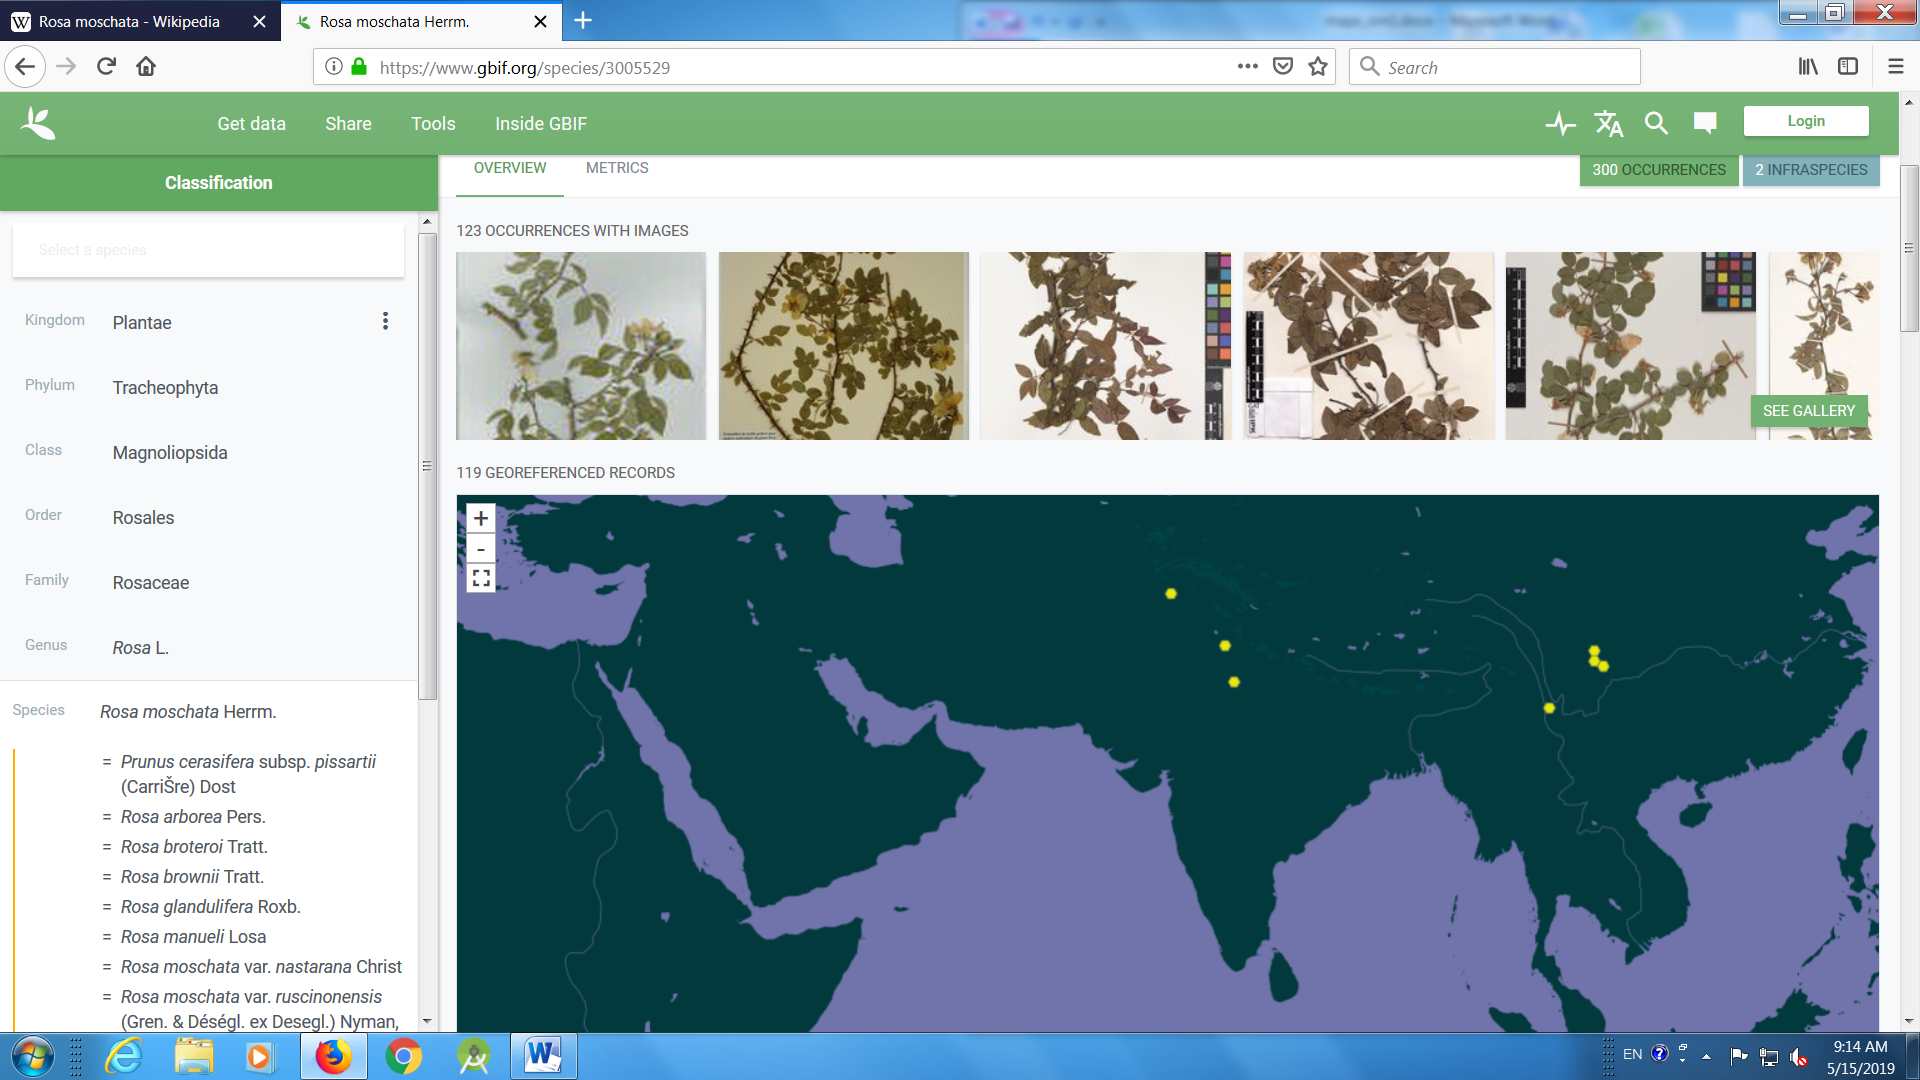 Rosa moschata - Wikipedia
Rosa moschata Herrm.
https://www.gbif.org/species/3005529
Search
Get data
Share
Tools
Inside GBIF
Login
Classification
OVERVIEW
METRICS
300 OCCURRENCES
2 INFRASPECIES
Select a species
Kingdom Plantae
Phylum Tracheophyta
Class Magnoliopsida
Order Rosales
Family Rosaceae
Genus Rosa L.
Species Rosa moschata Herrm.
= Prunus cerasifera subsp. pissartii
(CarriŠre) Dost
= Rosa arborea Pers.
= Rosa broteroi Tratt.
= Rosa brownii Tratt.
= Rosa glandulifera Roxb.
= Rosa manueli Losa
= Rosa moschata var. nastarana Christ
= Rosa moschata var. ruscinonensis
(Gren. & Déségl. ex Desegl.) Nyman,
123 OCCURRENCES WITH IMAGES
SEE GALLERY
119 GEOREFERENCED RECORDS
+
-
EN
9:14 AM
5/15/2019